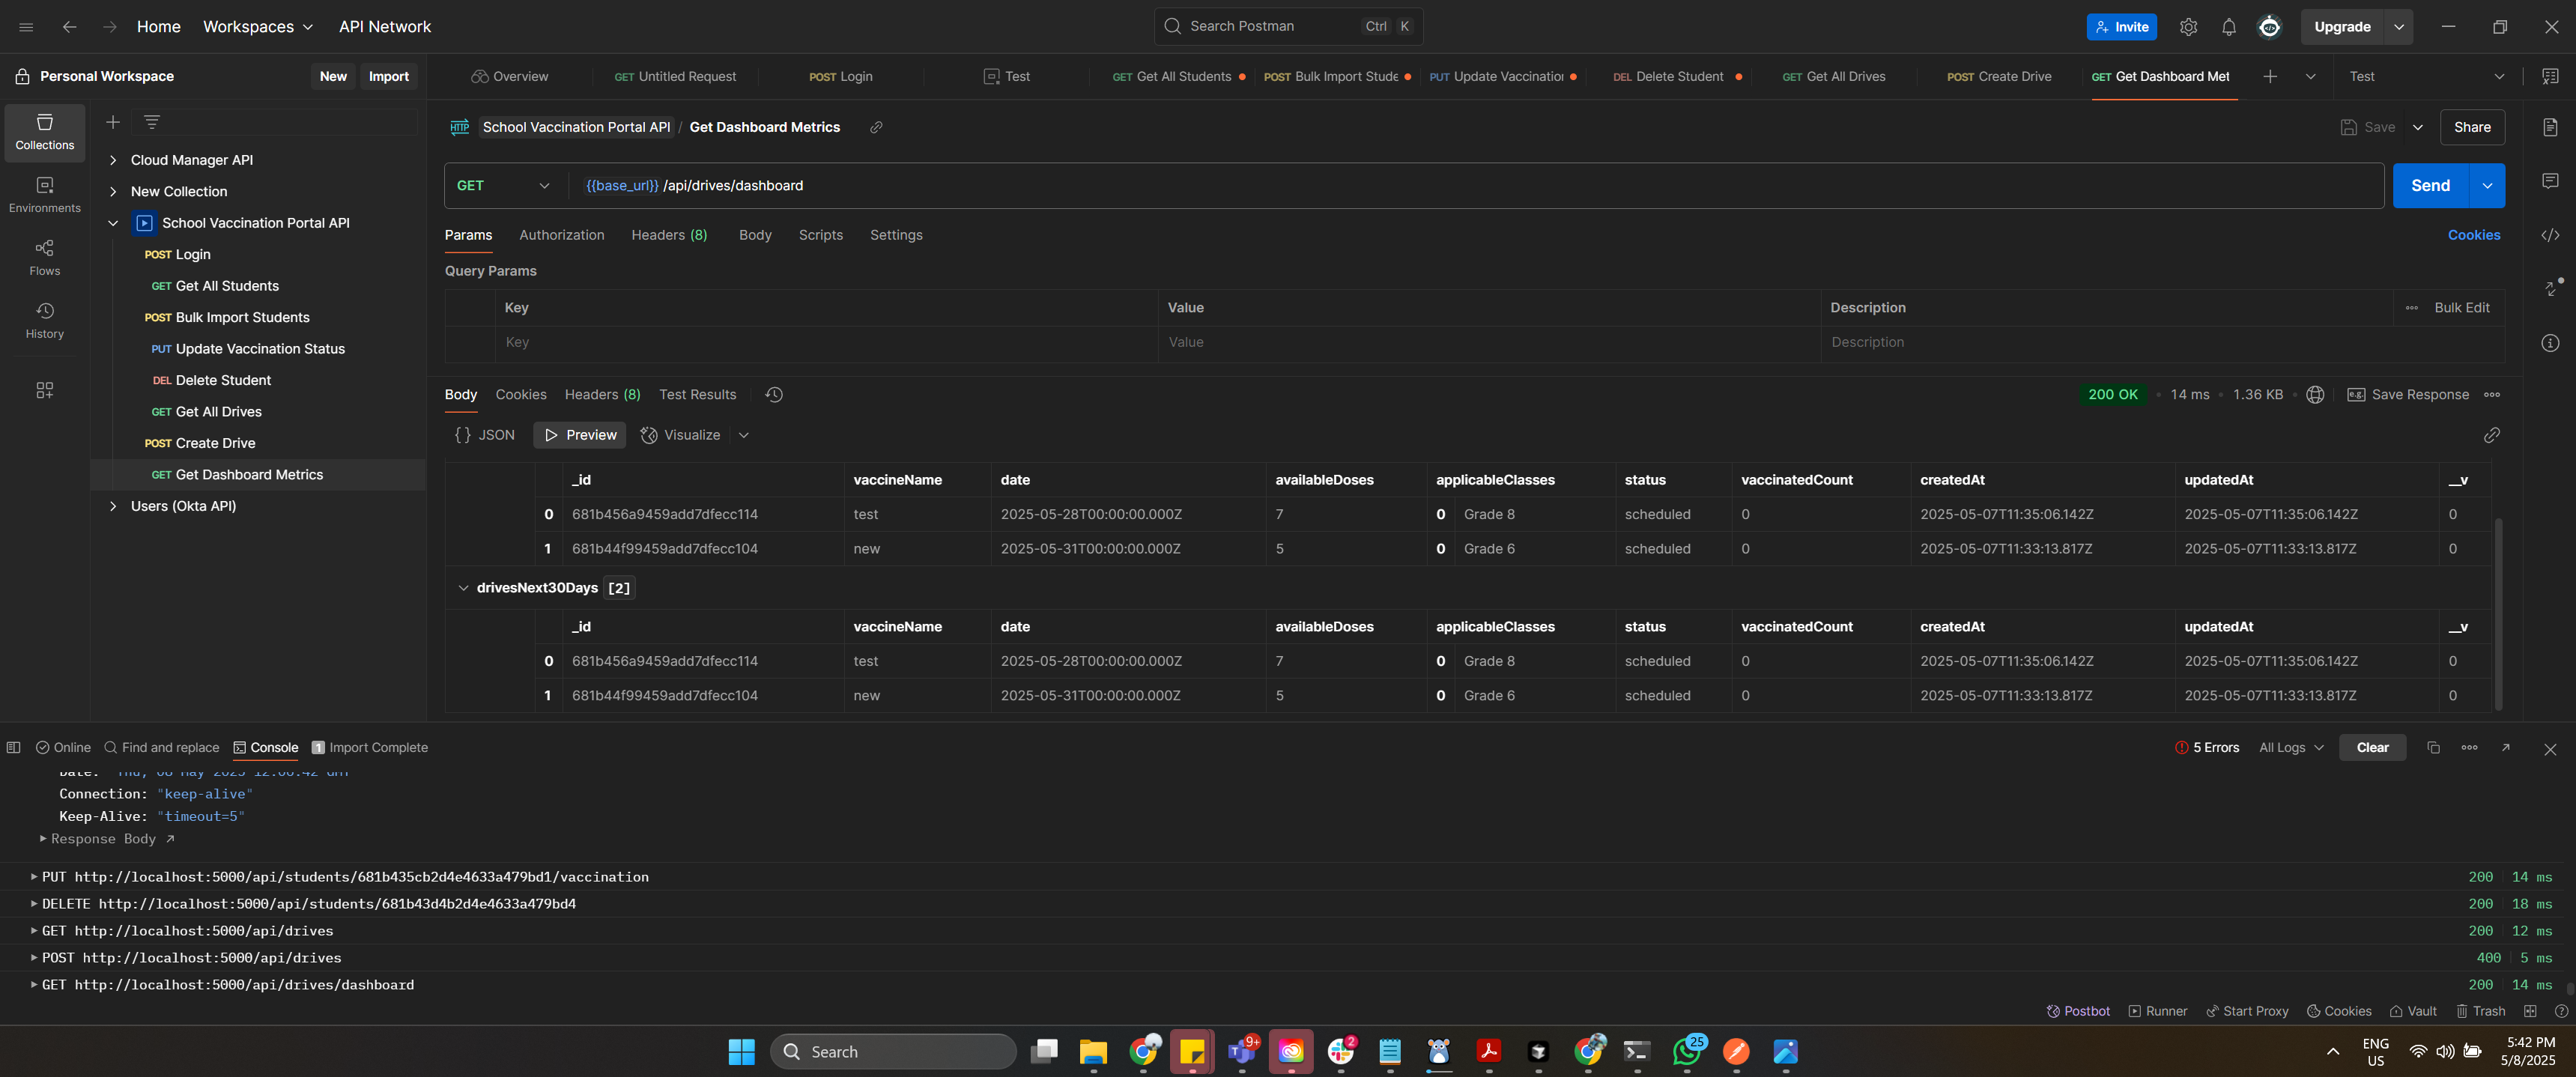 Home Workspaces API Network Search Postman Ctrl K Invite Upgrade
Personal Workspace New Import Overview GET Untitled Request POST Login Test GET Get All Students POST Bulk Import Stude PUT Update Vaccination DEL Delete Student GET Get All Drives POST Create Drive GET Get Dashboard Met Test
Collections
Environments
Flows
History
Cloud Manager API
New Collection
School Vaccination Portal API
POST Login
GET Get All Students
POST Bulk Import Students
PUT Update Vaccination Status
DEL Delete Student
GET Get All Drives
POST Create Drive
GET Get Dashboard Metrics
Users (Okta API)
HTTP School Vaccination Portal API / Get Dashboard Metrics Save Share
GET {{base_url}} /api/drives/dashboard Send
Params Authorization Headers (8) Body Scripts Settings Cookies
Query Params
Key Value Description Bulk Edit
Key Value Description
Body Cookies Headers (8) Test Results 200 OK • 14 ms • 1.36 KB • e.g. Save Response
{} JSON Preview Visualize
_id vaccineName date availableDoses applicableClasses status vaccinatedCount createdAt updatedAt __v
0 681b456a9459add7dfecc114 test 2025-05-28T00:00:00.000Z 7 0 Grade 8 scheduled 0 2025-05-07T11:35:06.142Z 2025-05-07T11:35:06.142Z 0
1 681b44f99459add7dfecc104 new 2025-05-31T00:00:00.000Z 5 0 Grade 6 scheduled 0 2025-05-07T11:33:13.817Z 2025-05-07T11:33:13.817Z 0
drivesNext30Days [2]
_id vaccineName date availableDoses applicableClasses status vaccinatedCount createdAt updatedAt __v
0 681b456a9459add7dfecc114 test 2025-05-28T00:00:00.000Z 7 0 Grade 8 scheduled 0 2025-05-07T11:35:06.142Z 2025-05-07T11:35:06.142Z 0
1 681b44f99459add7dfecc104 new 2025-05-31T00:00:00.000Z 5 0 Grade 6 scheduled 0 2025-05-07T11:33:13.817Z 2025-05-07T11:33:13.817Z 0
Online Find and replace Console 1 Import Complete 5 Errors All Logs Clear
Date: "Thu, 08 May 2025 12:00:42 GMT"
Connection: "keep-alive"
Keep-Alive: "timeout=5"
Response Body
PUT http://localhost:5000/api/students/681b435cb2d4e4633a479bd1/vaccination 200 14 ms
DELETE http://localhost:5000/api/students/681b43d4b2d4e4633a479bd4 200 18 ms
GET http://localhost:5000/api/drives 200 12 ms
POST http://localhost:5000/api/drives 400 5 ms
GET http://localhost:5000/api/drives/dashboard 200 14 ms
Postbot Runner Start Proxy Cookies Vault Trash
Search 9+ 2 25 ENG US 5:42 PM
5/8/2025